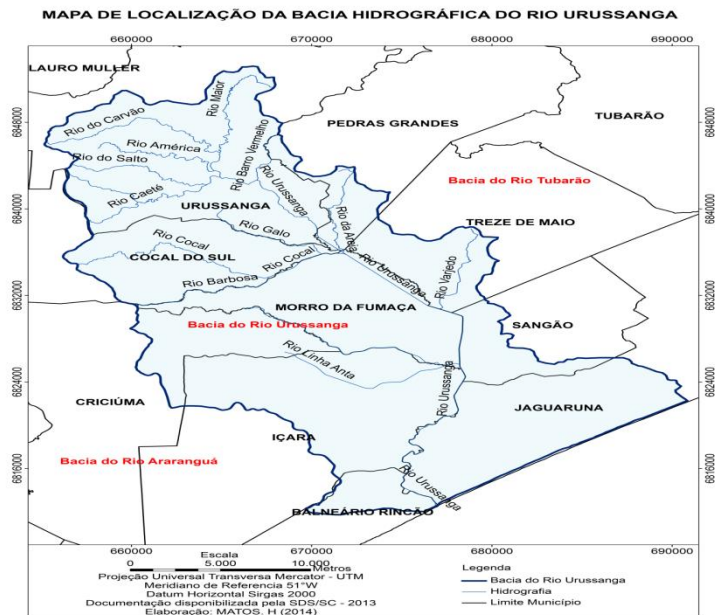 MAPA DE LOCALIZAÇÃO DA BACIA HIDROGRÁFICA DO RIO URUSSANGA
660000
670000
680000
690000
LAURO MULLER
TUBARÃO
PEDRAS GRANDES
6848000
6848000
Rio do Carvão
Rio Maior
Rio América
Rio do Salto
Rio Barro Vermelho
Bacia do Rio Tubarão
Rio Caeté
Rio Urussanga
URUSSANGA
Rio da Areia
6840000
6840000
TREZE DE MAIO
Rio Galo
Rio Cocal
COCAL DO SUL
Rio Cocal
Rio Barbosa
Rio Urussanga
Rio Varjedo
6832000
6832000
MORRO DA FUMAÇA
Bacia do Rio Urussanga
SANGÃO
Rio Linha Anta
Rio Urussanga
6824000
6824000
CRICIÚMA
JAGUARUNA
IÇARA
Bacia do Rio Araranguá
6816000
6816000
Rio Urussanga
BALNEÁRIO RINCÃO
660000
670000
680000
690000
Escala
0
5.000
10.000
Metros
Projeção Universal Transversa Mercator - UTM
Meridiano de Referencia 51°W
Datum Horizontal Sirgas 2000
Documentação disponibilizada pela SDS/SC - 2013
Elaboração: MATOS. H (2014)
Legenda
Bacia do Rio Urussanga
Hidrografia
Limite Município